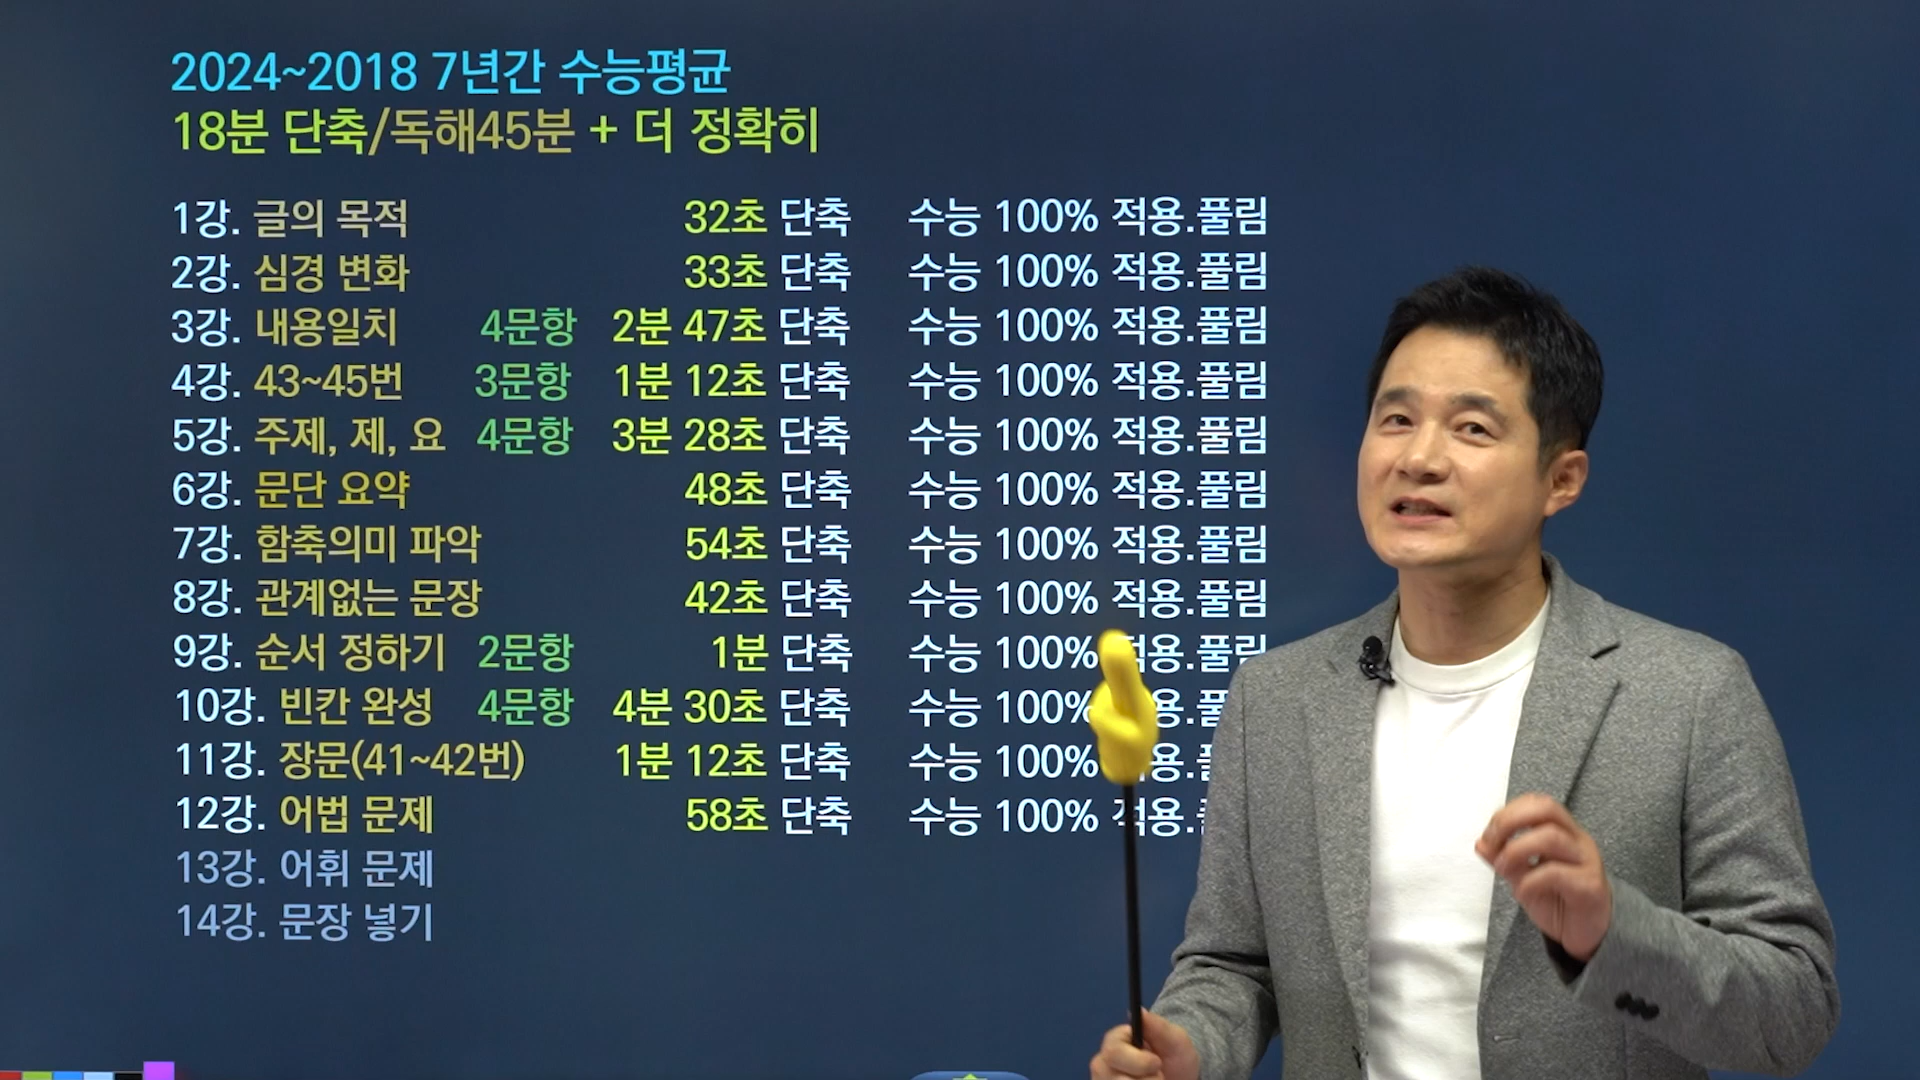 2024~2018 7년간 수능평균
18분 단축/독해45분 + 더 정확히
1강. 글의 목적 32초 단축 수능 100% 적용.풀림
2강. 심경 변화 33초 단축 수능 100% 적용.풀림
3강. 내용일치 4문항 2분 47초 단축 수능 100% 적용.풀림
4강. 43~45번 3문항 1분 12초 단축 수능 100% 적용.풀림
5강. 주제, 제, 요 4문항 3분 28초 단축 수능 100% 적용.풀림
6강. 문단 요약 48초 단축 수능 100% 적용.풀림
7강. 함축의미 파악 54초 단축 수능 100% 적용.풀림
8강. 관계없는 문장 42초 단축 수능 100% 적용.풀림
9강. 순서 정하기 2문항 1분 단축 수능 100% 적용.풀림
10강. 빈칸 완성 4문항 4분 30초 단축 수능 100%
11강. 장문(41~42번) 1분 12초 단축 수능 100%
12강. 어법 문제 58초 단축 수능 100% 적용.
13강. 어휘 문제
14강. 문장 넣기